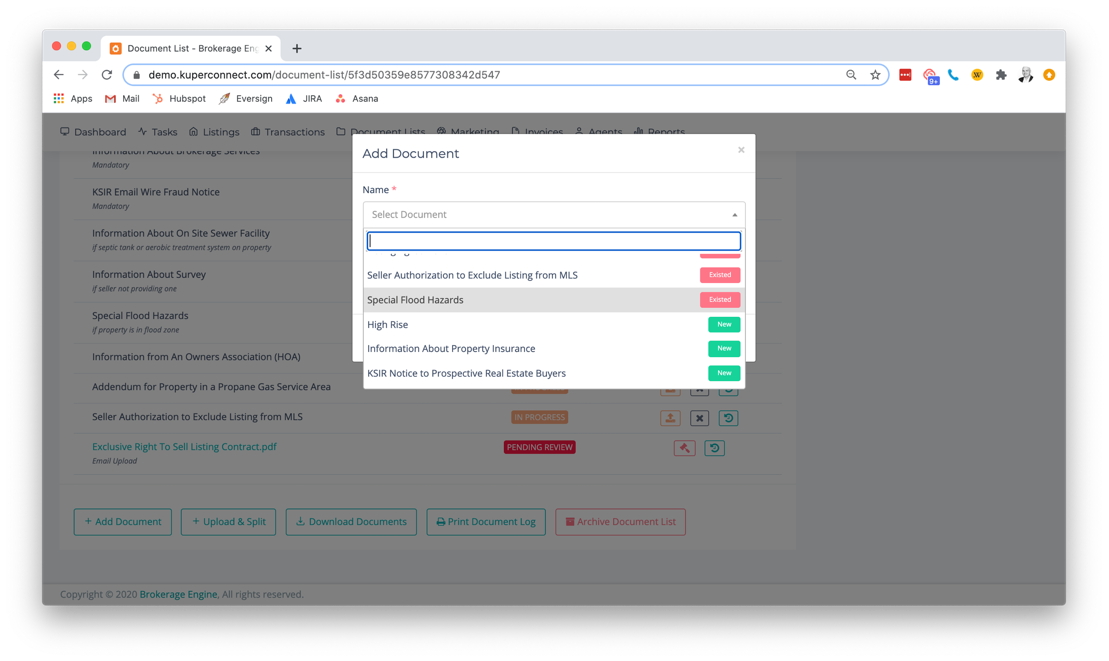 Document List - Brokerage Eng
demo.kuperconnect.com/document-list/5f3d50359e8577308342d547
9+
Apps Mail Hubspot Eversign JIRA Asana
Dashboard Tasks Listings Transactions Document Lists Marketing Invoices Agents Reports
Information About Brokerage Services
Mandatory
KSIR Email Wire Fraud Notice
Mandatory
Information About On Site Sewer Facility
if septic tank or aerobic treatment system on property
Information About Survey
if seller not providing one
Special Flood Hazards
if property is in flood zone
Information from An Owners Association (HOA)
Addendum for Property in a Propane Gas Service Area
Seller Authorization to Exclude Listing from MLS IN PROGRESS
Exclusive Right To Sell Listing Contract.pdf PENDING REVIEW
Email Upload
Add Document ×
Name *
Select Document
Seller Authorization to Exclude Listing from MLS Existed
Special Flood Hazards Existed
High Rise New
Information About Property Insurance New
KSIR Notice to Prospective Real Estate Buyers New
+ Add Document + Upload & Split Download Documents Print Document Log Archive Document List
Copyright © 2020 Brokerage Engine, All rights reserved.